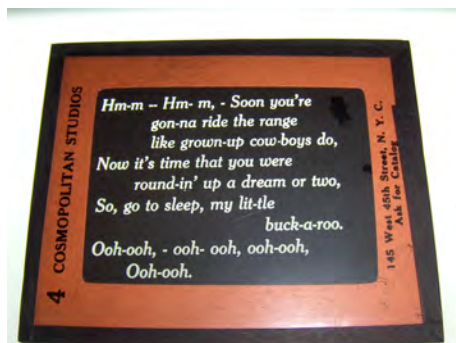 4 COSMOPOLITAN STUDIOS
Hm-m -- Hm- m, - Soon you're
gon-na ride the range
like grown-up cow-boys do,
Now it's time that you were
round-in' up a dream or two,
So, go to sleep, my lit-tle
buck-a-roo.
Ooh-ooh, - ooh- ooh, ooh-ooh,
Ooh-ooh.
145 West 45th Street, N. Y. C.
Ask for Catalog